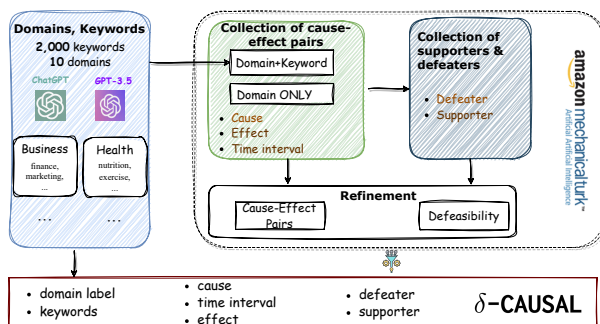 Domains, Keywords
2,000 keywords
10 domains
ChatGPT
GPT-3.5
Business
finance,
marketing,
...
Health
nutrition,
exercise,
...
...
...
Collection of cause-
effect pairs
Domain+Keyword
Domain ONLY
• Cause
• Effect
• Time interval
Collection of
supporters &
defeaters
• Defeater
• Supporter
amazon mechanicalturk™
Artificial Artificial Intelligence
Refinement
Cause-Effect
Pairs
Defeasibility
• domain label
• keywords
• cause
• time interval
• effect
• defeater
• supporter
δ-CAUSAL